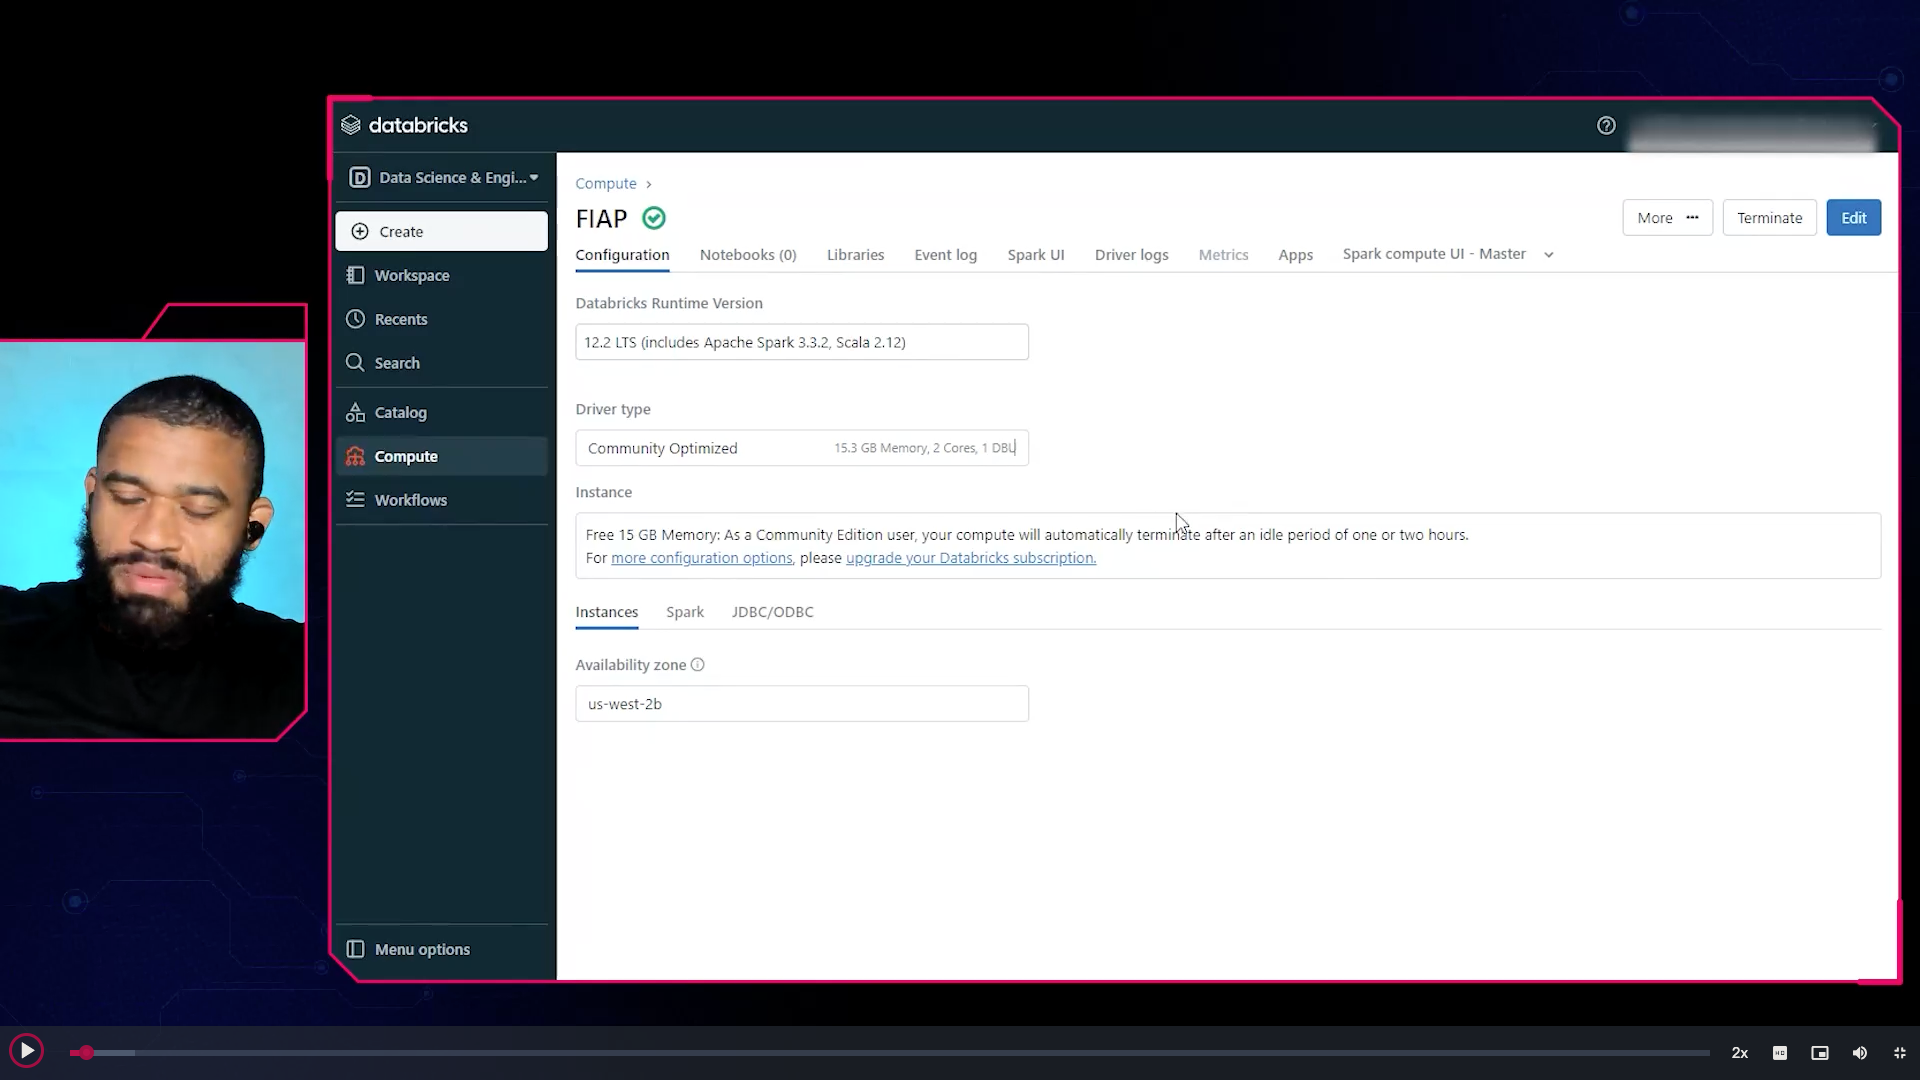 databricks
Data Science & Engi...
Create
Workspace
Recents
Search
Catalog
Compute
Workflows
Menu options
Compute
FIAP
More
Terminate
Edit
Configuration
Notebooks (0)
Libraries
Event log
Spark UI
Driver logs
Metrics
Apps
Spark compute UI - Master
Databricks Runtime Version
12.2 LTS (includes Apache Spark 3.3.2, Scala 2.12)
Driver type
Community Optimized 15.3 GB Memory, 2 Cores, 1 DBU
Instance
Free 15 GB Memory: As a Community Edition user, your compute will automatically terminate after an idle period of one or two hours.
For more configuration options, please upgrade your Databricks subscription.
Instances
Spark
JDBC/ODBC
Availability zone
us-west-2b
2x
HD